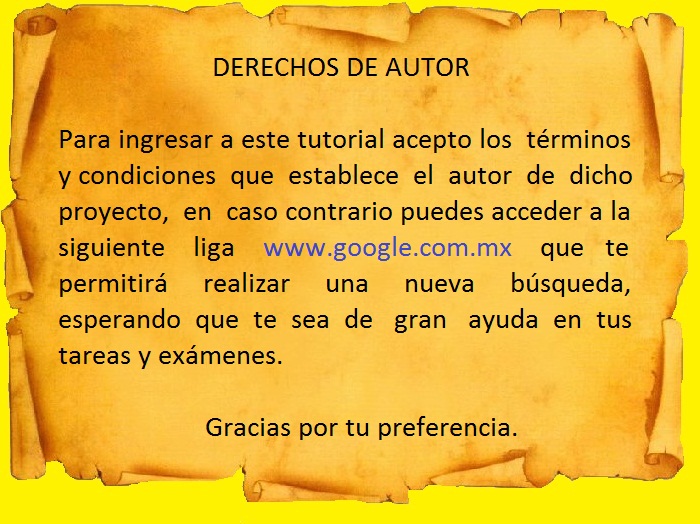 DERECHOS DE AUTOR
Para ingresar a este tutorial acepto los términos
y condiciones que establece el autor de dicho
proyecto, en caso contrario puedes acceder a la
siguiente liga www.google.com.mx que te
permitirá realizar una nueva búsqueda,
esperando que te sea de gran ayuda en tus
tareas y exámenes.
Gracias por tu preferencia.